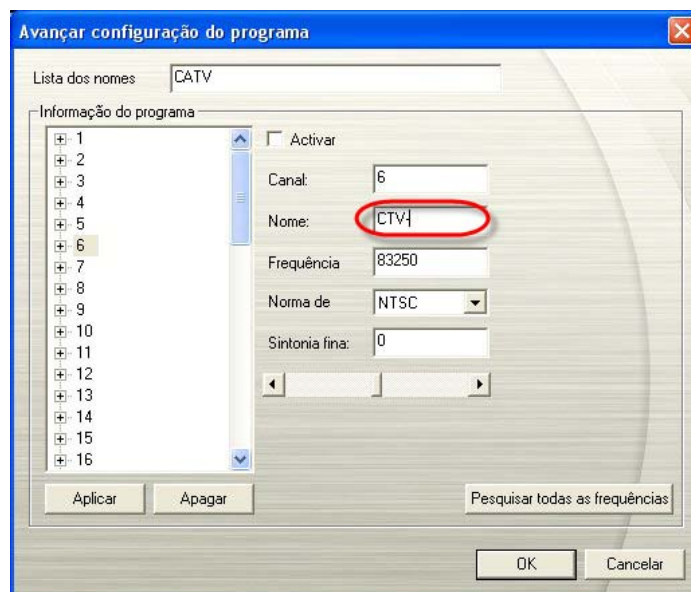 Avançar configuração do programa
Lista dos nomes CATV
Informação do programa
1
2
3
4
5
6
7
8
9
10
11
12
13
14
15
16
Activar
Canal: 6
Nome: CTV
Frequência 83250
Norma de NTSC
Sintonia fina: 0
Aplicar Apagar Pesquisar todas as frequências
OK Cancelar